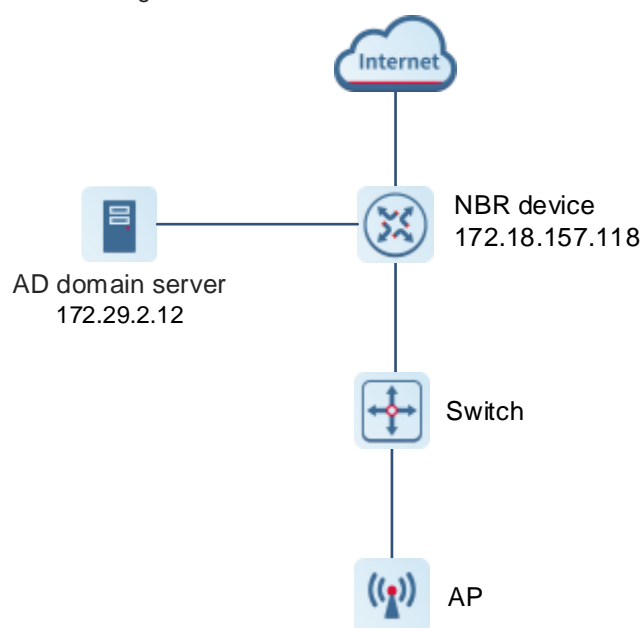 Internet
NBR device
172.18.157.118
AD domain server
172.29.2.12
Switch
AP